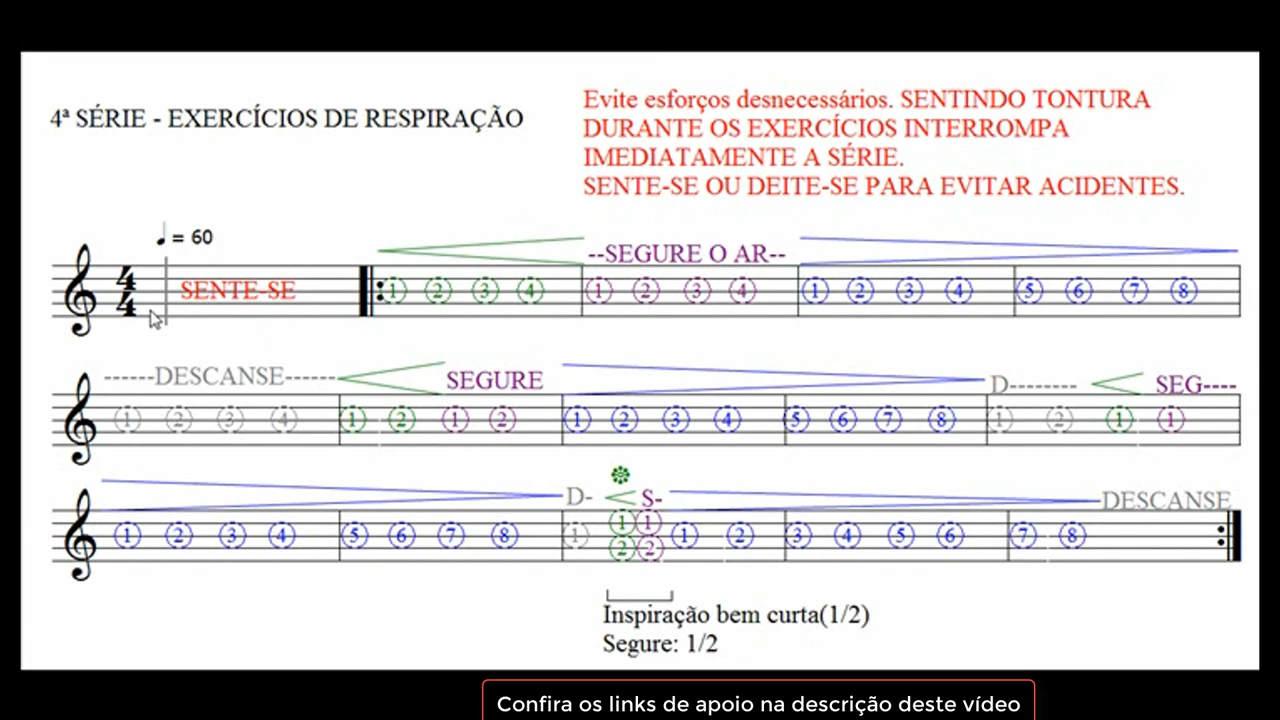 4ª SÉRIE - EXERCÍCIOS DE RESPIRAÇÃO
Evite esforços desnecessários. SENTINDO TONTURA
DURANTE OS EXERCÍCIOS INTERROMPA
IMEDIATAMENTE A SÉRIE.
SENTE-SE OU DEITE-SE PARA EVITAR ACIDENTES.
♩ = 60
--SEGURE O AR--
4/4 SENTE-SE 1 2 3 4 1 2 3 4 1 2 3 4 5 6 7 8
------DESCANSE------ SEGURE D-------- SEG----
1 2 3 4 1 2 1 2 1 2 3 4 5 6 7 8 1 2 1 1
D- S- DESCANSE
1 2 3 4 5 6 7 8 1 1 1 1 2 3 4 5 6 7 8
2 2
Inspiração bem curta(1/2)
Segure: 1/2
Confira os links de apoio na descrição deste vídeo